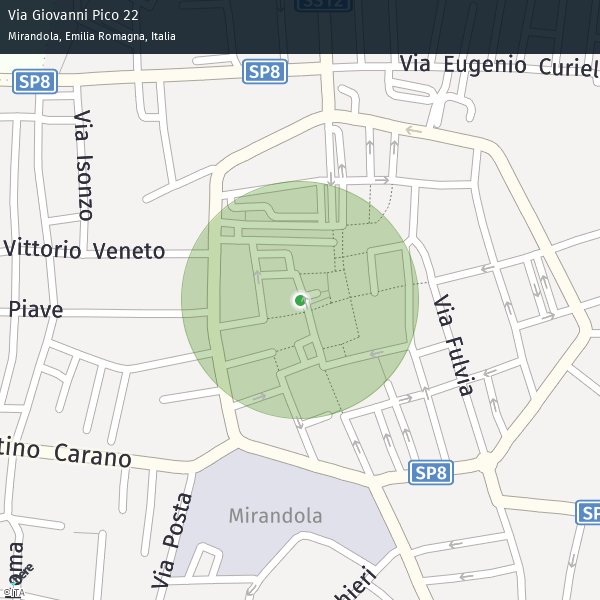 Via Giovanni Pico 22
Mirandola, Emilia Romagna, Italia
SS12
Via Eugenio Curiel
SP8
SP8
Via Isonzo
Vittorio Veneto
Piave
Via Fulvia
tino Carano
SP8
Mirandola
Via Posta
SP
oma
hieri